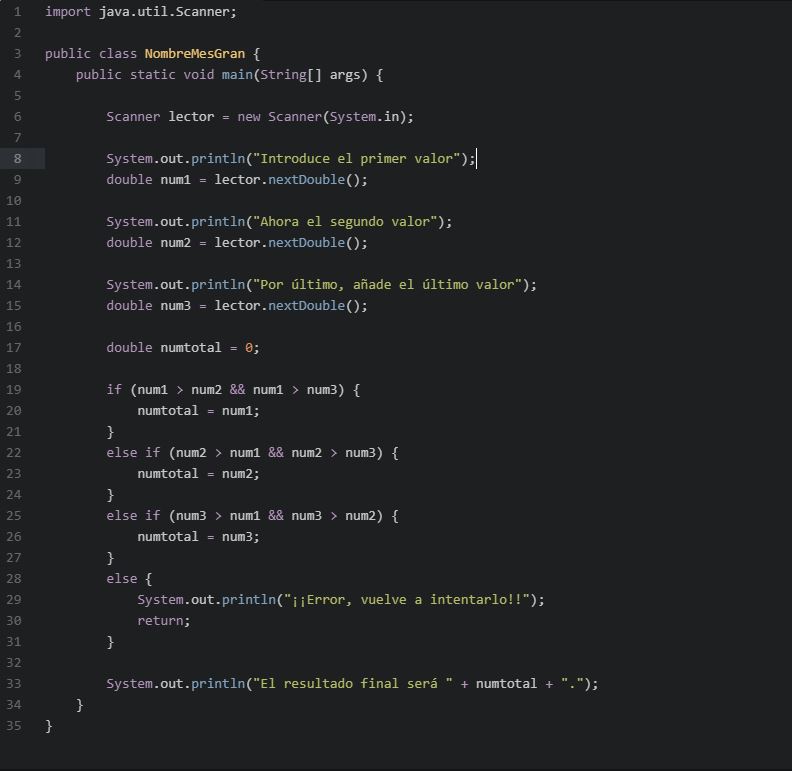 1 import java.util.Scanner;
2
3 public class NombreMesGran {
4     public static void main(String[] args) {
5
6         Scanner lector = new Scanner(System.in);
7
8         System.out.println("Introduce el primer valor");
9         double num1 = lector.nextDouble();
10
11         System.out.println("Ahora el segundo valor");
12         double num2 = lector.nextDouble();
13
14         System.out.println("Por último, añade el último valor");
15         double num3 = lector.nextDouble();
16
17         double numtotal = 0;
18
19         if (num1 > num2 && num1 > num3) {
20             numtotal = num1;
21         }
22         else if (num2 > num1 && num2 > num3) {
23             numtotal = num2;
24         }
25         else if (num3 > num1 && num3 > num2) {
26             numtotal = num3;
27         }
28         else {
29             System.out.println("¡¡Error, vuelve a intentarlo!!");
30             return;
31         }
32
33         System.out.println("El resultado final será " + numtotal + ".");
34     }
35 }